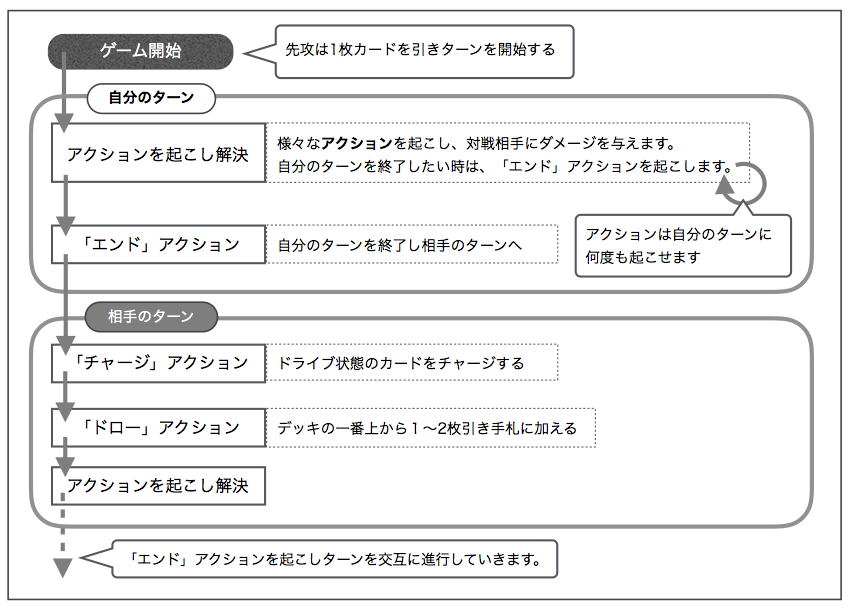 ゲーム開始
先攻は1枚カードを引きターンを開始する
自分のターン
アクションを起こし解決
様々なアクションを起こし、対戦相手にダメージを与えます。
自分のターンを終了したい時は、「エンド」アクションを起こします。
アクションは自分のターンに
何度も起こせます
「エンド」アクション
自分のターンを終了し相手のターンへ
相手のターン
「チャージ」アクション
ドライブ状態のカードをチャージする
「ドロー」アクション
デッキの一番上から１〜2枚引き手札に加える
アクションを起こし解決
「エンド」アクションを起こしターンを交互に進行していきます。